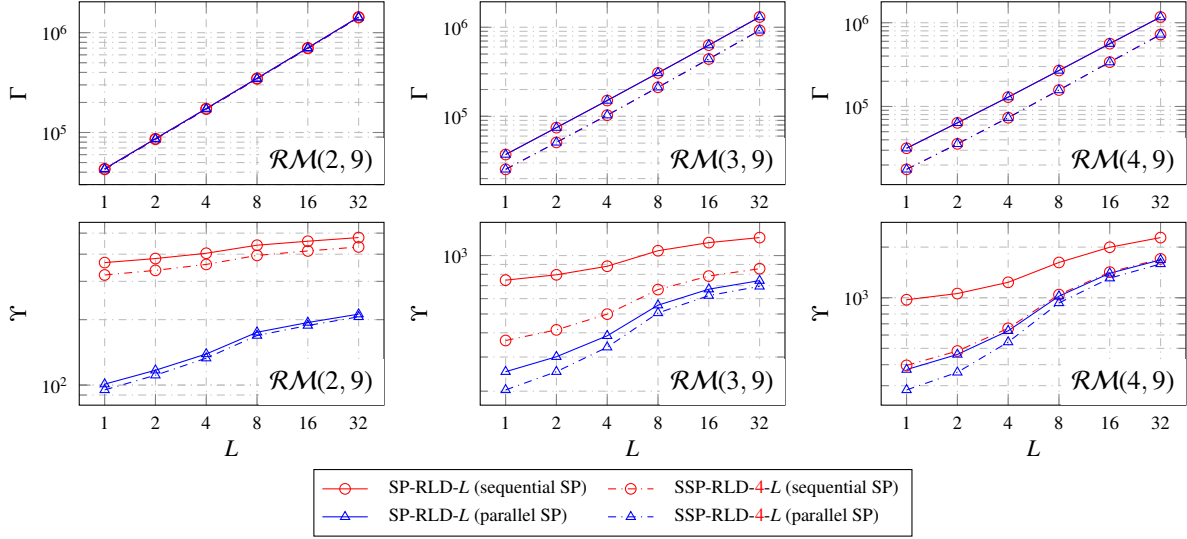 10^6
10^5
Γ
RM(2, 9)
1 2 4 8 16 32
10^6
10^5
Γ
RM(3, 9)
1 2 4 8 16 32
10^6
10^5
Γ
RM(4, 9)
1 2 4 8 16 32
10^2
Υ
RM(2, 9)
1 2 4 8 16 32
L
10^3
Υ
RM(3, 9)
1 2 4 8 16 32
L
10^3
Υ
RM(4, 9)
1 2 4 8 16 32
L
SP-RLD-L (sequential SP) SSP-RLD-4-L (sequential SP)
SP-RLD-L (parallel SP) SSP-RLD-4-L (parallel SP)